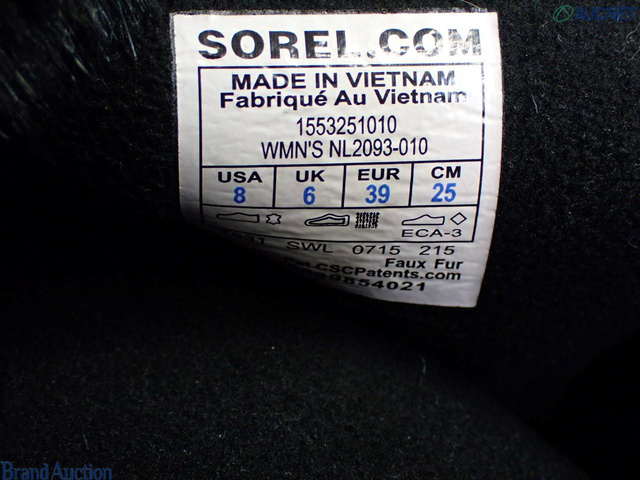 SOREL.COM
MADE IN VIETNAM
Fabriqué Au Vietnam
1553251010
WMN'S NL2093-010
USA UK EUR CM
8 6 39 25
ECA-3
SWL 0715 215
Faux Fur
CSCPatents.com
Brand Auction